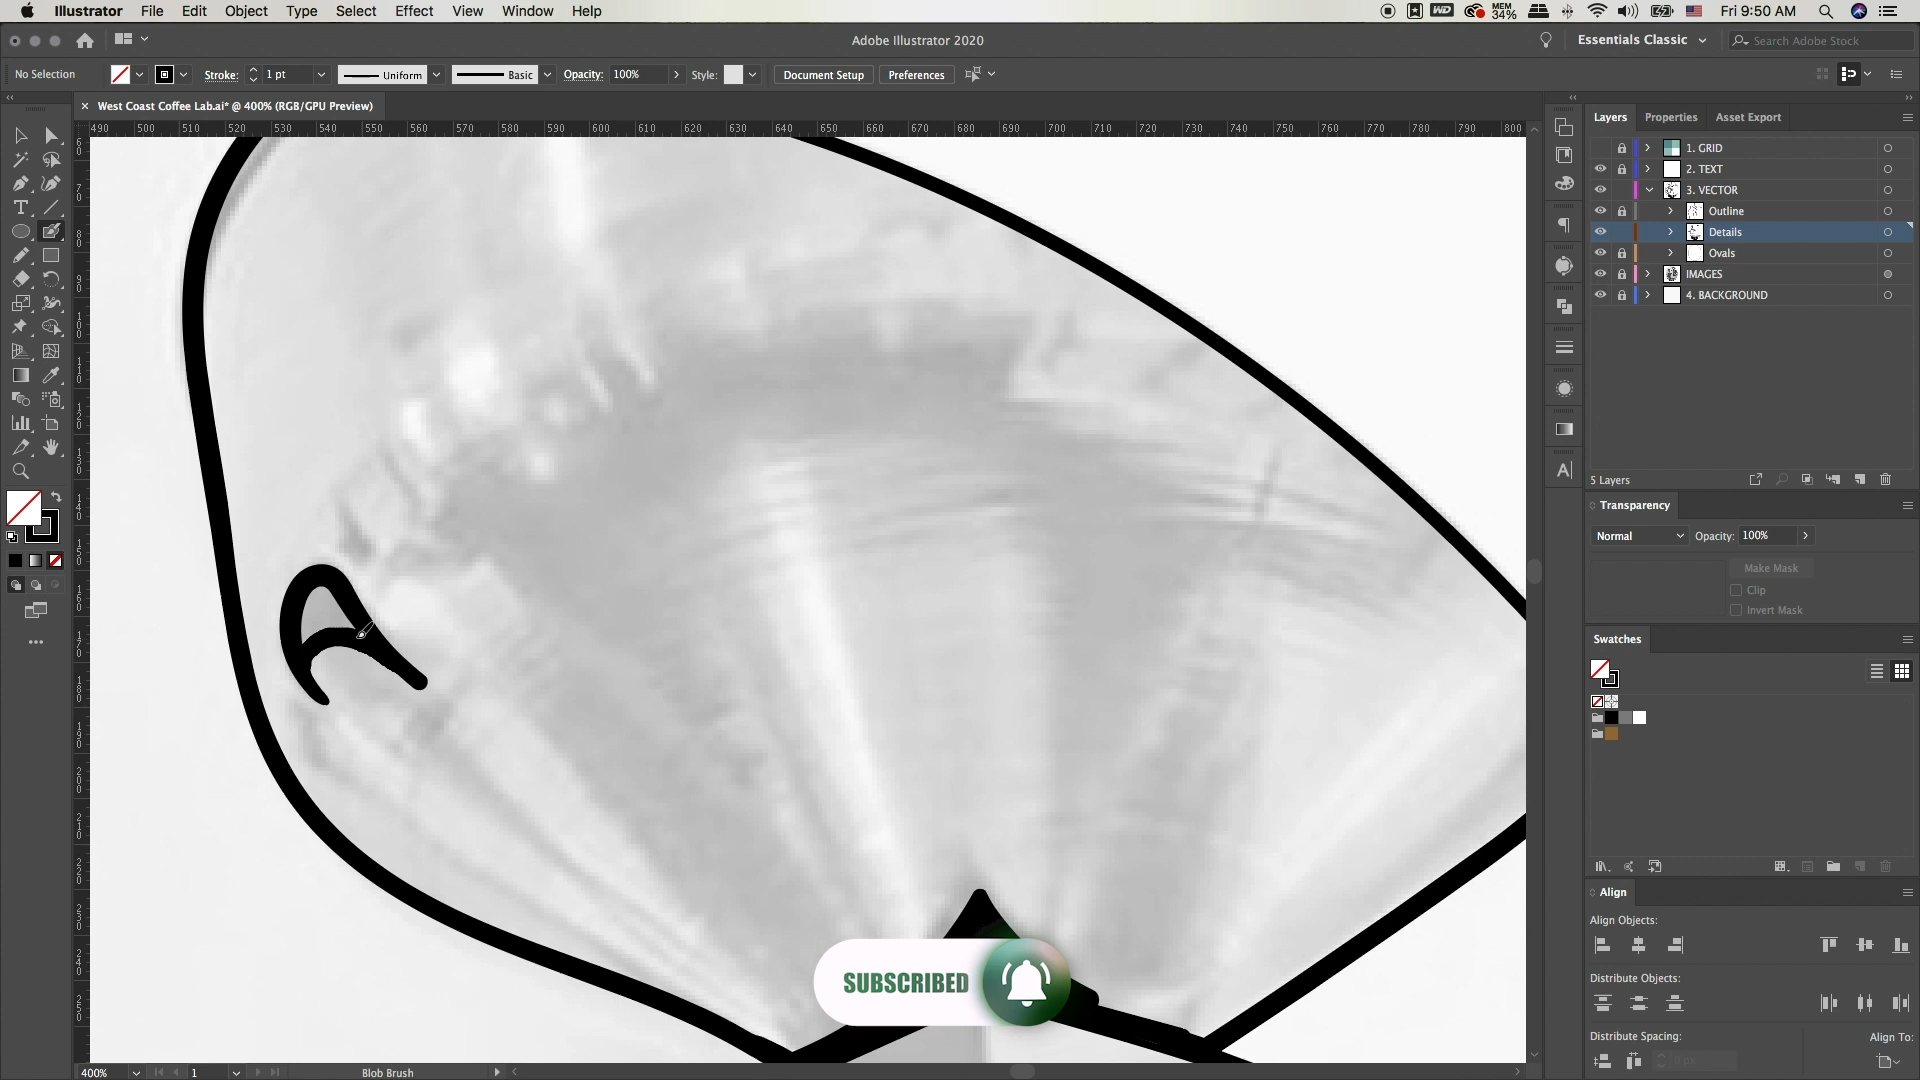 Illustrator File Edit Object Type Select Effect View Window Help
MEM 34%
Fri 9:50 AM
Adobe Illustrator 2020
Essentials Classic
Search Adobe Stock
No Selection
Stroke: 1 pt
Uniform
Basic
Opacity: 100%
Style:
Document Setup
Preferences
West Coast Coffee Lab.ai* @ 400% (RGB/GPU Preview)
490 500 510 520 530 540 550 560 570 580 590 600 610 620 630 640 650 660 670 680 690 700 710 720 730 740 750 760 770 780 790 800
Layers Properties Asset Export
1. GRID
2. TEXT
3. VECTOR
Outline
Details
Ovals
IMAGES
4. BACKGROUND
5 Layers
Transparency
Normal
Opacity: 100%
Make Mask
Clip
Invert Mask
Swatches
Align
Align Objects:
Distribute Objects:
Distribute Spacing:
Align To:
0 px
SUBSCRIBED
400%
1
Blob Brush